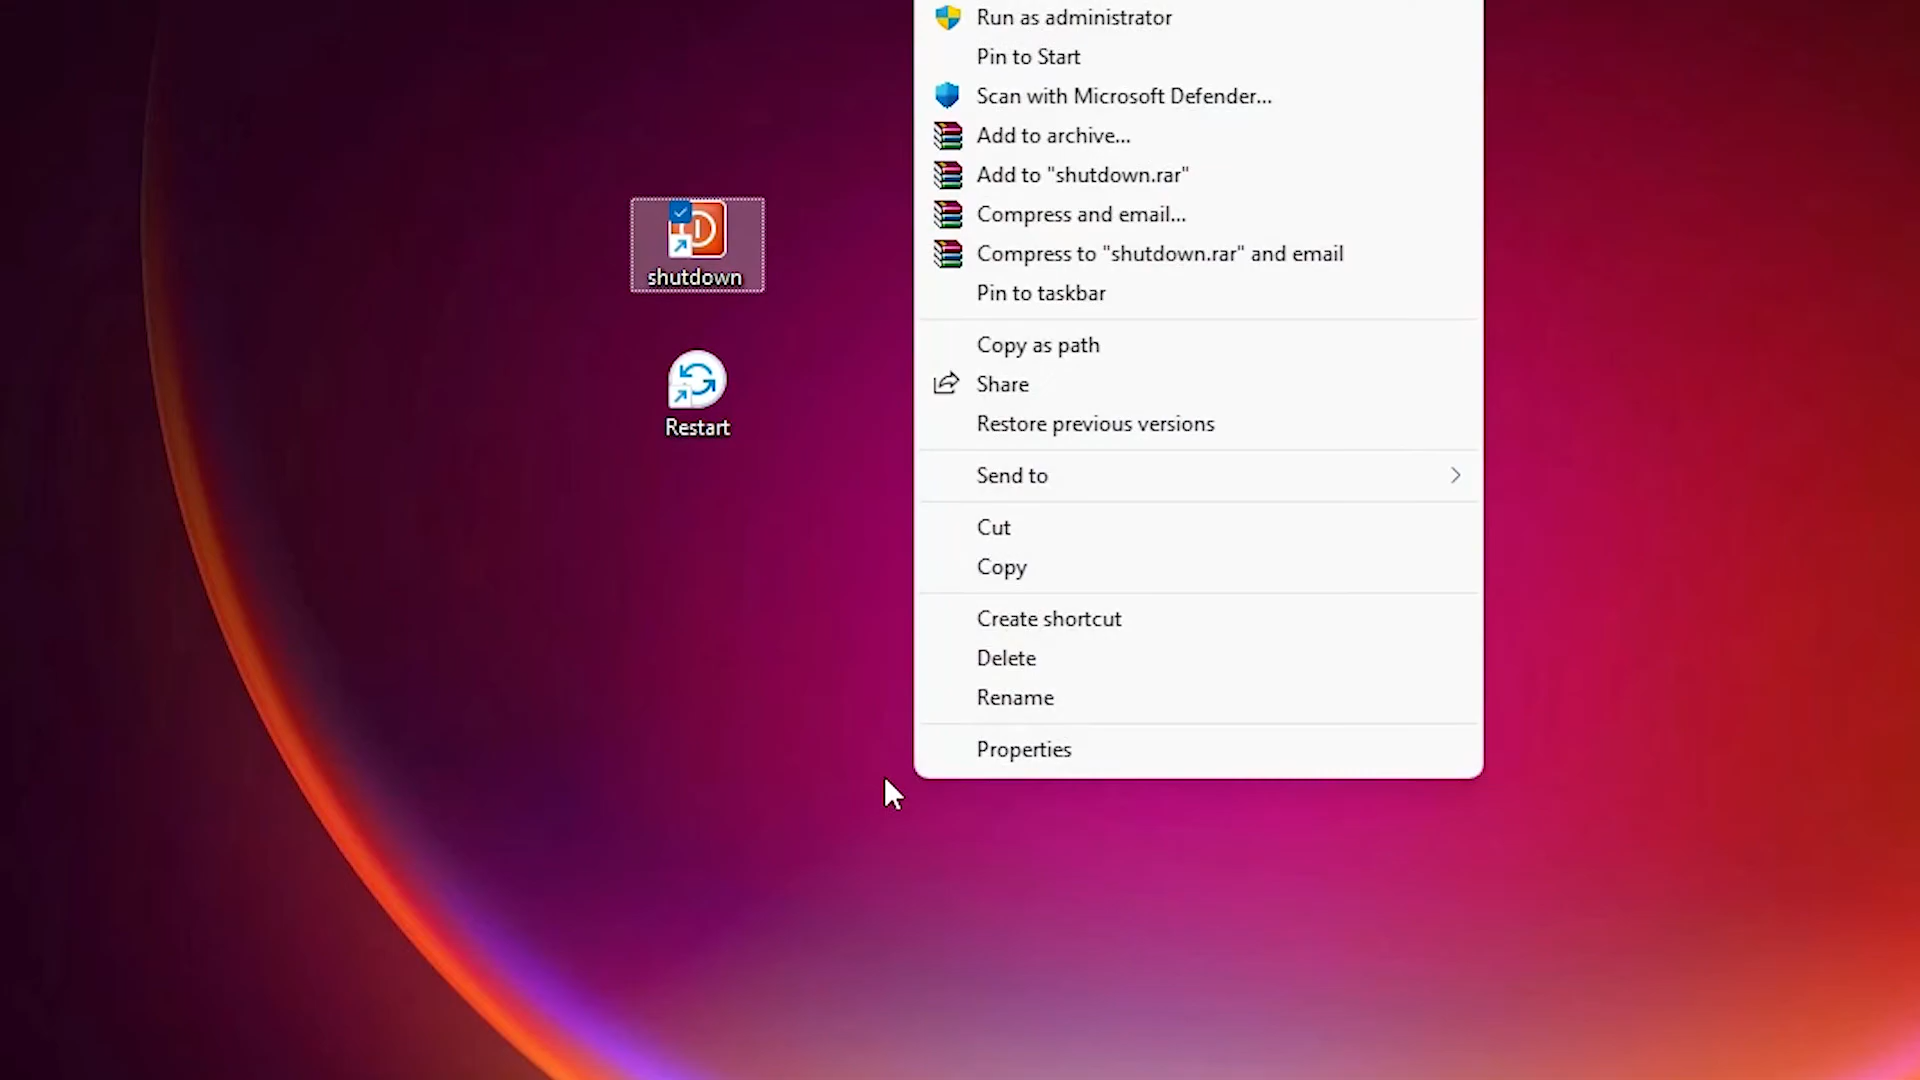 Run as administrator
Pin to Start
Scan with Microsoft Defender...
Add to archive...
Add to "shutdown.rar"
Compress and email...
Compress to "shutdown.rar" and email
Pin to taskbar
Copy as path
Share
Restore previous versions
Send to
Cut
Copy
Create shortcut
Delete
Rename
Properties
shutdown
Restart